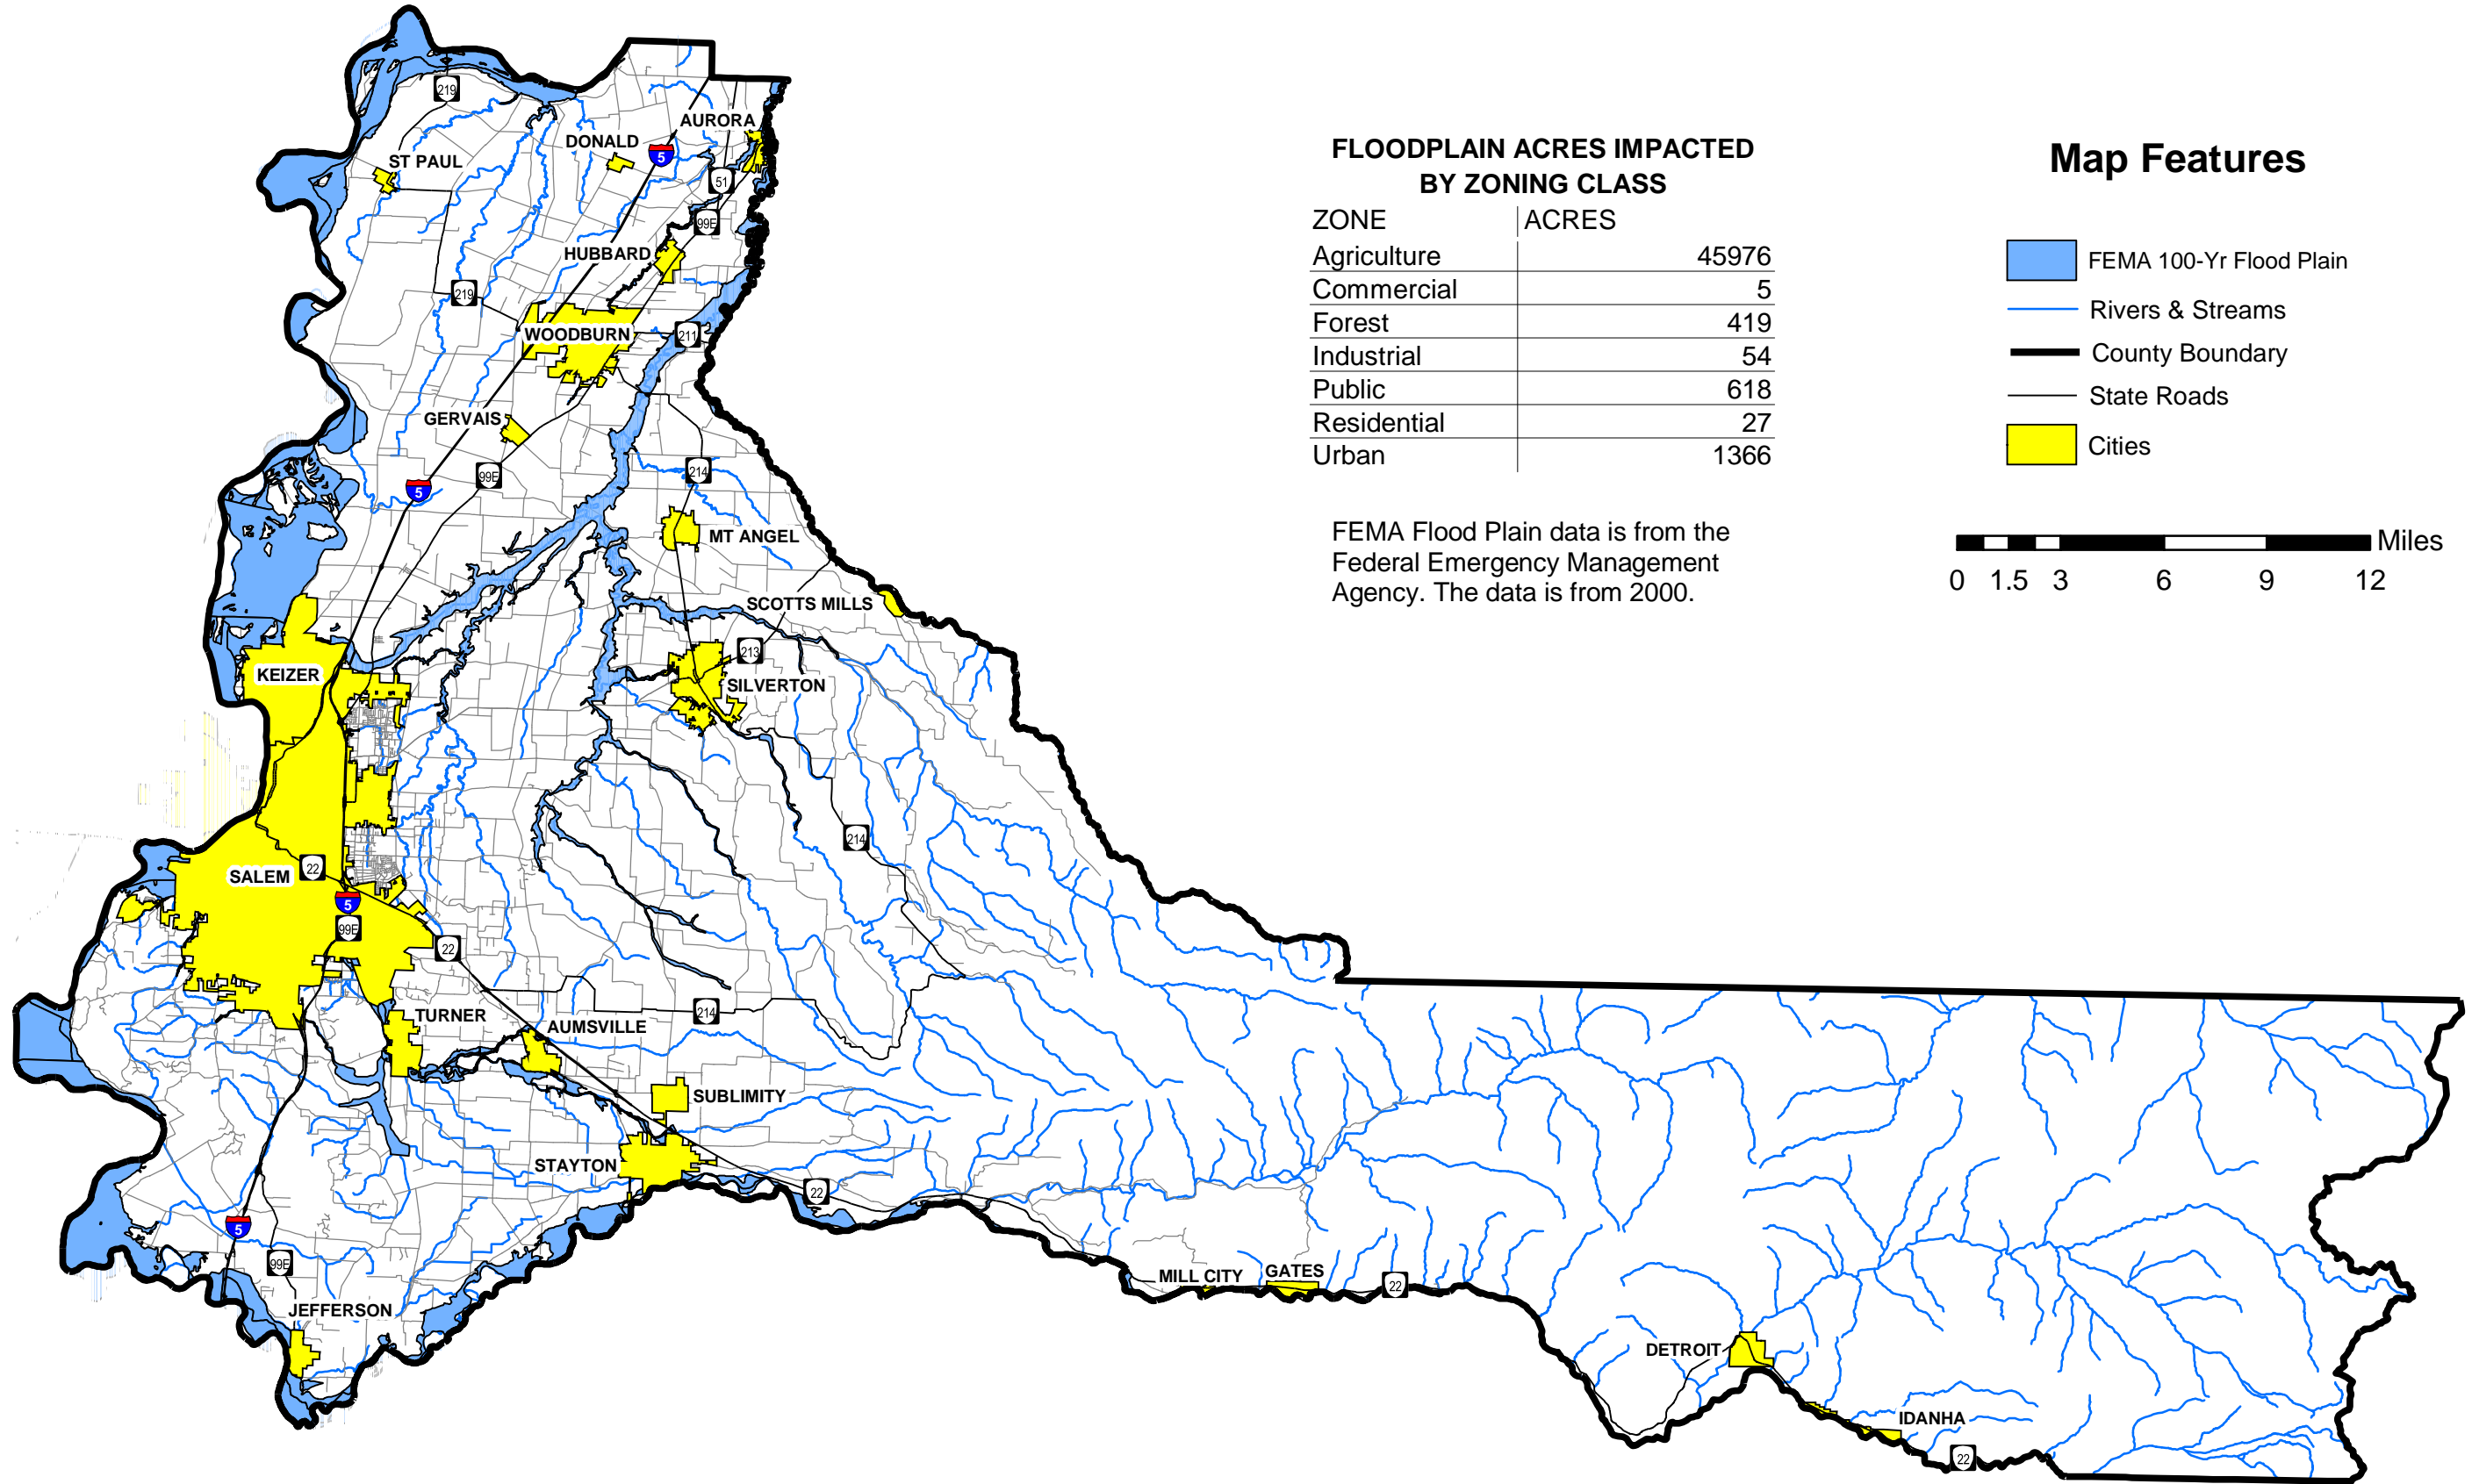 FLOODPLAIN ACRES IMPACTED
BY ZONING CLASS
ZONE ACRES
Agriculture 45976
Commercial 5
Forest 419
Industrial 54
Public 618
Residential 27
Urban 1366
FEMA Flood Plain data is from the
Federal Emergency Management
Agency. The data is from 2000.
Map Features
FEMA 100-Yr Flood Plain
Rivers & Streams
County Boundary
State Roads
Cities
Miles
0 1.5 3 6 9 12
219
AURORA
DONALD
5
ST PAUL
51
99E
HUBBARD
219
WOODBURN
211
GERVAIS
214
99E
5
MT ANGEL
SCOTTS MILLS
213
KEIZER
SILVERTON
214
22
SALEM
5
99E
22
214
TURNER
AUMSVILLE
SUBLIMITY
STAYTON
22
5
99E
MILL CITY
GATES
22
JEFFERSON
DETROIT
IDANHA
22